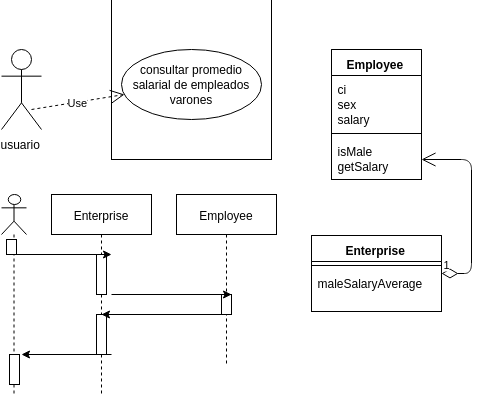 consultar promedio
salarial de empleados
varones
Use
usuario
Employee
ci
sex
salary
isMale
getSalary
Enterprise
Employee
Enterprise
1
maleSalaryAverage